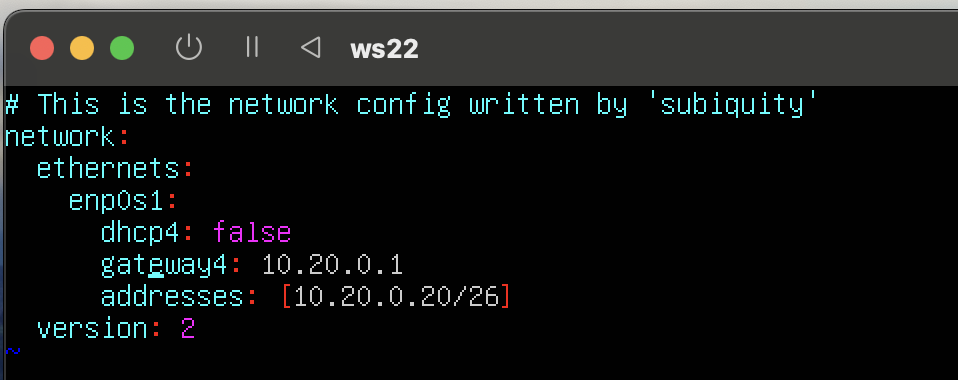 ws22
# This is the network config written by 'subiquity'
network:
  ethernets:
    enp0s1:
      dhcp4: false
      gateway4: 10.20.0.1
      addresses: [10.20.0.20/26]
  version: 2
~